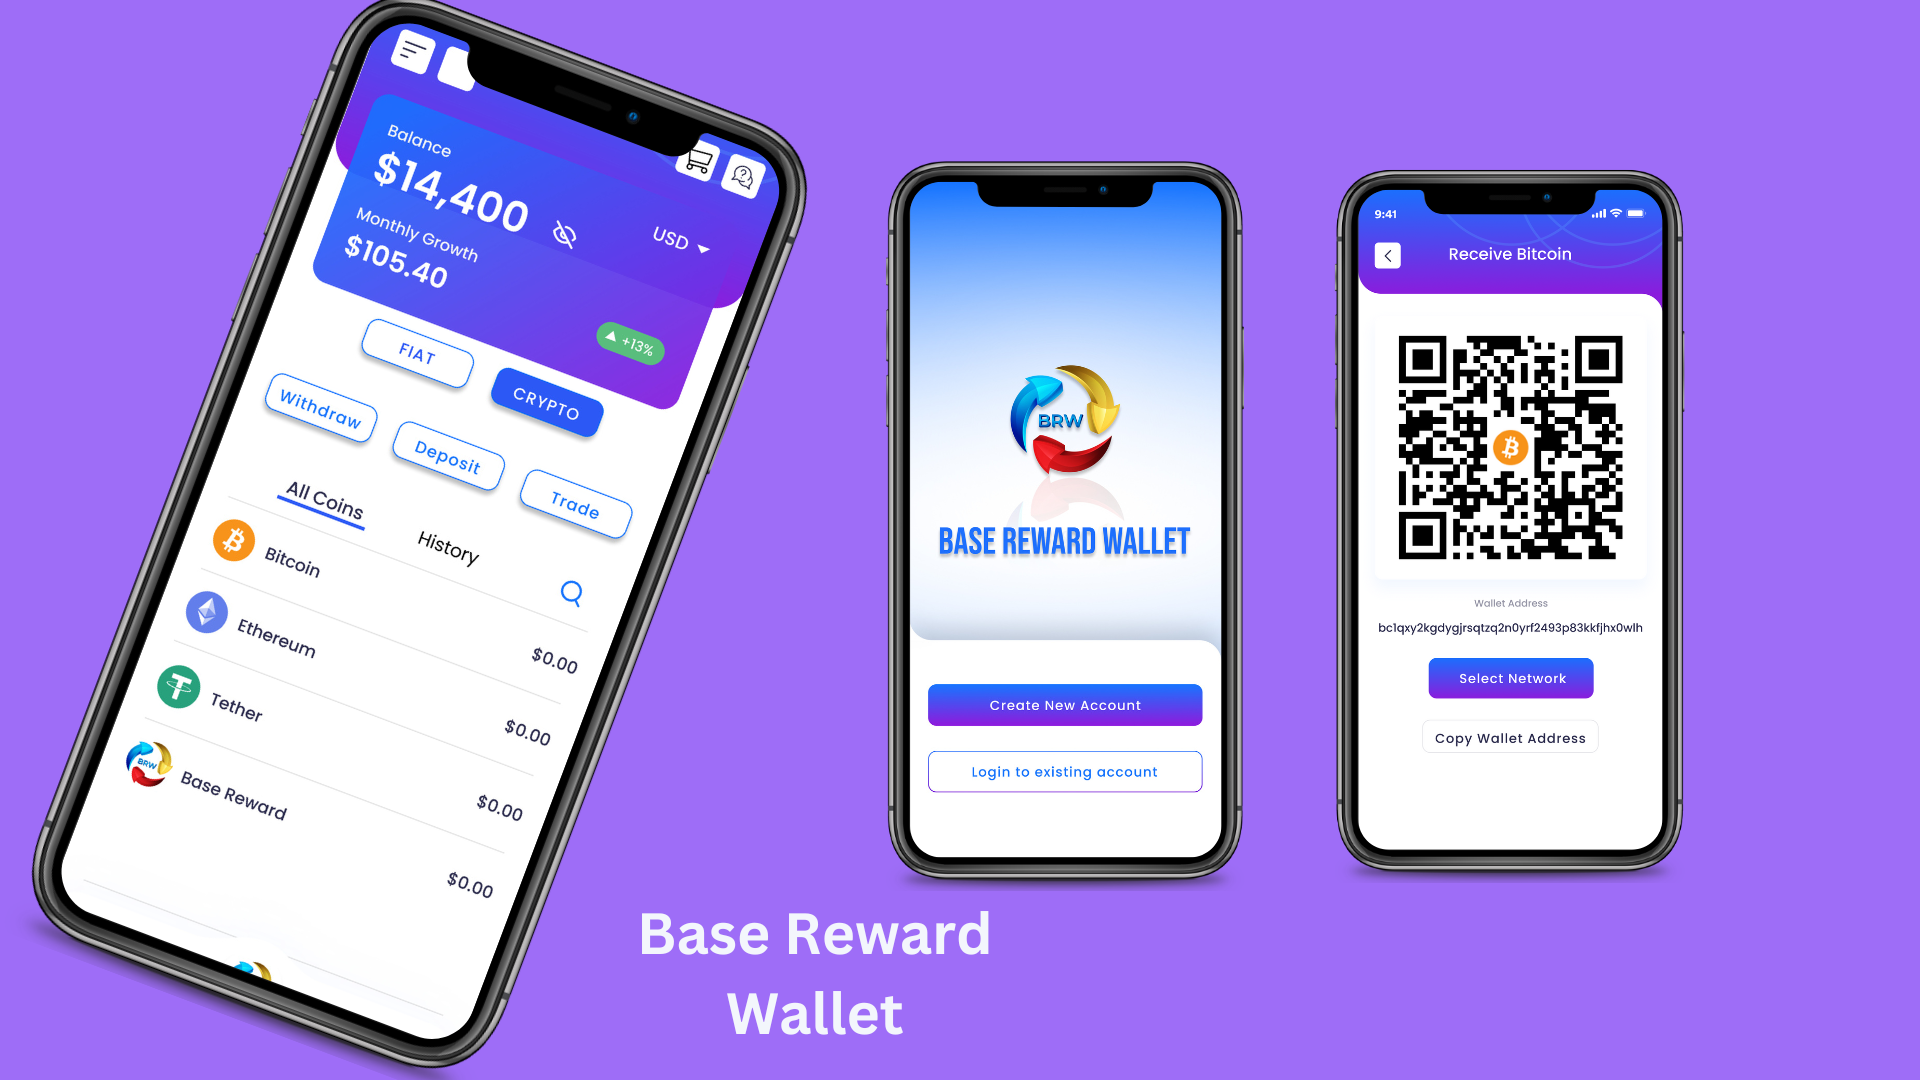 Balance
$14,400
USD
Monthly Growth
$105.40
+13%
FIAT
CRYPTO
Withdraw
Deposit
Trade
All Coins
History
Bitcoin
$0.00
Ethereum
$0.00
Tether
$0.00
BRW
Base Reward
$0.00
BRW
BASE REWARD WALLET
Create New Account
Login to existing account
9:41
Receive Bitcoin
Wallet Address
bc1qxy2kgdygjrsqtzq2n0yrf2493p83kkfjhx0wlh
Select Network
Copy Wallet Address
Base Reward
Wallet